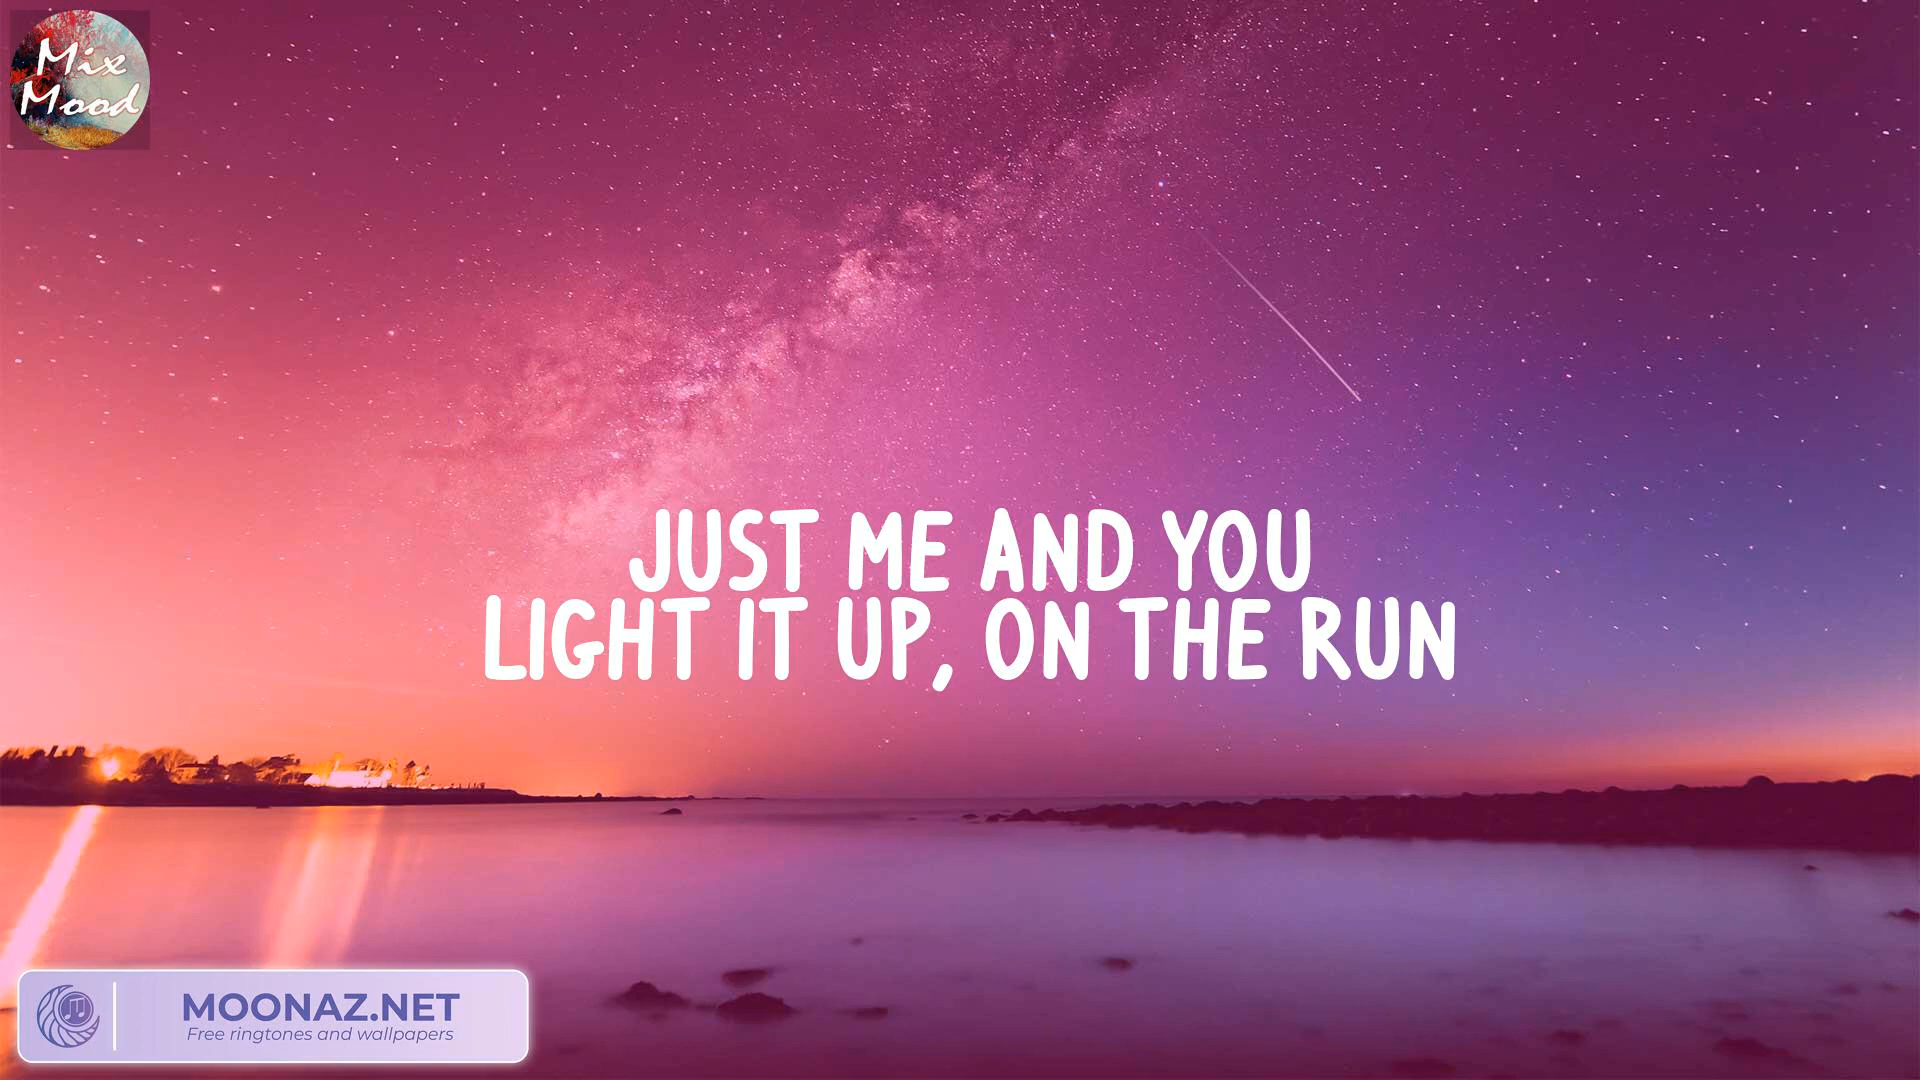 Mix
Mood
JUST ME AND YOU
LIGHT IT UP, ON THE RUN
MOONAZ.NET
Free ringtones and wallpapers